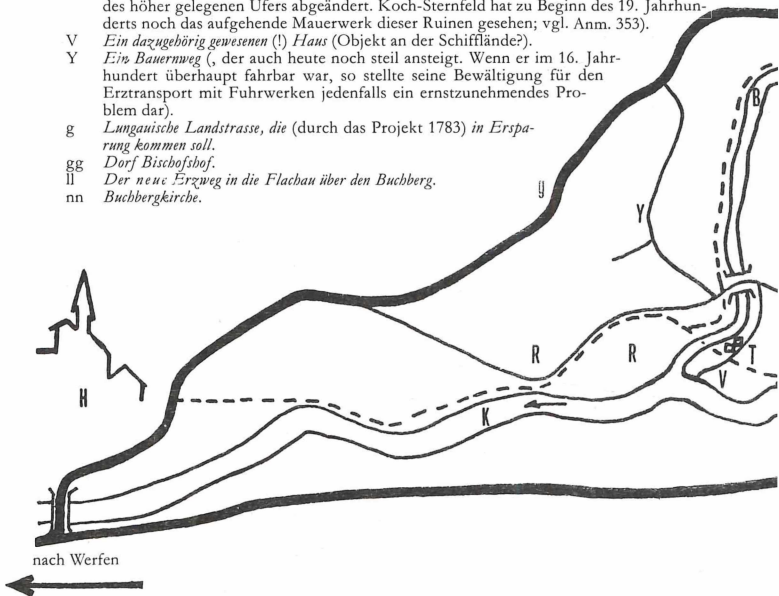 des höher gelegenen Ufers abgeändert. Koch-Sternfeld hat zu Beginn des 19. Jahrhun-
derts noch das aufgehende Mauerwerk dieser Ruinen gesehen; vgl. Anm. 353).
V Ein dazugehörig gewesenen (!) Haus (Objekt an der Schifflände?).
Y Ein Bauernweg (, der auch heute noch steil ansteigt. Wenn er im 16. Jahr-
hundert überhaupt fahrbar war, so stellte seine Bewältigung für den
Erztransport mit Fuhrwerken jedenfalls ein ernstzunehmendes Pro-
blem dar).
g Lungauische Landstrasse, die (durch das Projekt 1783) in Erspa-
rung kommen soll.
gg Dorf Bischofshof.
ll Der neue Erzweg in die Flachau über den Buchberg.
nn Buchbergkirche.
B
g
Y
R R T
V
H
K
nach Werfen